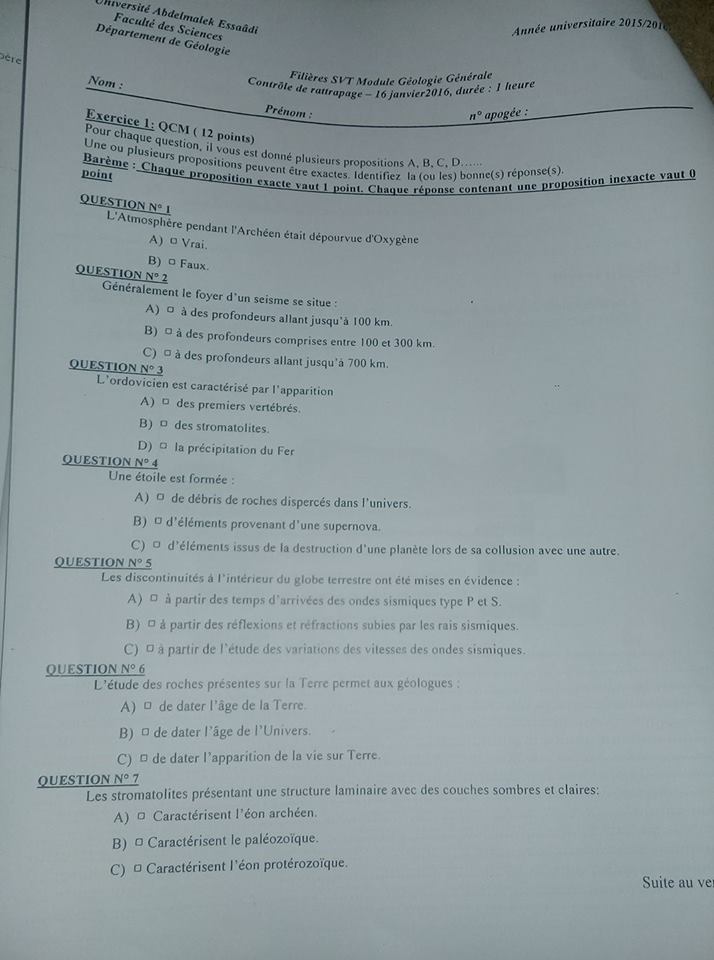 Université Abdelmalek Essaâdi
Faculté des Sciences
Département de Géologie
Année universitaire 2015/2016
Filières SVT Module Géologie Générale
Contrôle de rattrapage – 16 janvier2016, durée : 1 heure
Nom :
Prénom :
n° apogée :
Exercice 1: QCM ( 12 points)
Pour chaque question, il vous est donné plusieurs propositions A, B, C, D......
Une ou plusieurs propositions peuvent être exactes. Identifiez la (ou les) bonne(s) réponse(s).
Barème : Chaque proposition exacte vaut 1 point. Chaque réponse contenant une proposition inexacte vaut 0
point
QUESTION N° 1
L'Atmosphère pendant l'Archéen était dépourvue d'Oxygène
A) □ Vrai.
B) □ Faux.
QUESTION N° 2
Généralement le foyer d'un seisme se situe :
A) □ à des profondeurs allant jusqu'à 100 km.
B) □ à des profondeurs comprises entre 100 et 300 km.
C) □ à des profondeurs allant jusqu'à 700 km.
QUESTION N° 3
L'ordovicien est caractérisé par l'apparition
A) □ des premiers vertébrés.
B) □ des stromatolites.
D) □ la précipitation du Fer
QUESTION N° 4
Une étoile est formée :
A) □ de débris de roches dispercés dans l'univers.
B) □ d'éléments provenant d'une supernova.
C) □ d'éléments issus de la destruction d'une planète lors de sa collusion avec une autre.
QUESTION N° 5
Les discontinuités à l'intérieur du globe terrestre ont été mises en évidence :
A) □ à partir des temps d'arrivées des ondes sismiques type P et S.
B) □ à partir des réflexions et réfractions subies par les rais sismiques.
C) □ à partir de l'étude des variations des vitesses des ondes sismiques.
QUESTION N° 6
L'étude des roches présentes sur la Terre permet aux géologues :
A) □ de dater l'âge de la Terre.
B) □ de dater l'âge de l'Univers.
C) □ de dater l'apparition de la vie sur Terre.
QUESTION N° 7
Les stromatolites présentant une structure laminaire avec des couches sombres et claires:
A) □ Caractérisent l'éon archéen.
B) □ Caractérisent le paléozoïque.
C) □ Caractérisent l'éon protérozoïque.
Suite au ver